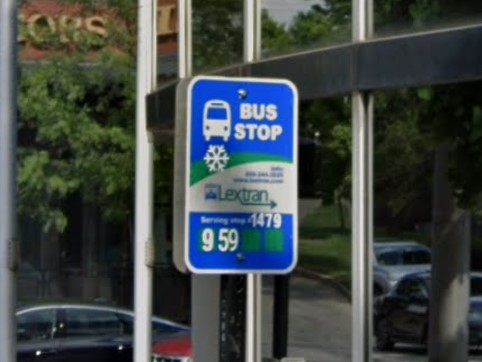 BUS
STOP
Lextran
Serving stop #1479
9 59